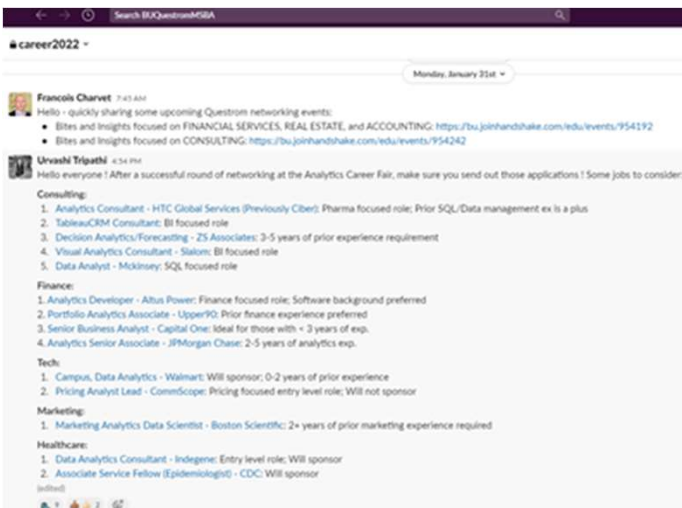 Search BUQuestromMSBA
career2022
Monday, January 31st
Francois Charvet 7:45 AM
Hello - quickly sharing some upcoming Questrom networking events:
• Bites and Insights focused on FINANCIAL SERVICES, REAL ESTATE, and ACCOUNTING: https://bu.joinhandshake.com/edu/events/954192
• Bites and Insights focused on CONSULTING: https://bu.joinhandshake.com/edu/events/954242
Urvashi Tripathi 4:54 PM
Hello everyone ! After a successful round of networking at the Analytics Career Fair, make sure you send out those applications ! Some jobs to consider
Consulting:
1. Analytics Consultant - HTC Global Services (Previously Ciber): Pharma focused role; Prior SQL/Data management ex is a plus
2. TableauCRM Consultant: BI focused role
3. Decision Analytics/Forecasting - ZS Associates: 3-5 years of prior experience requirement
4. Visual Analytics Consultant - Slalom: BI focused role
5. Data Analyst - Mckinsey: SQL focused role
Finance:
1. Analytics Developer - Altus Power: Finance focused role; Software background preferred
2. Portfolio Analytics Associate - Upper90: Prior finance experience preferred
3. Senior Business Analyst - Capital One: Ideal for those with < 3 years of exp.
4. Analytics Senior Associate - JPMorgan Chase: 2-5 years of analytics exp.
Tech:
1. Campus, Data Analytics - Walmart: Will sponsor; 0-2 years of prior experience
2. Pricing Analyst Lead - CommScope: Pricing focused entry level role; Will not sponsor
Marketing:
1. Marketing Analytics Data Scientist - Boston Scientific: 2+ years of prior marketing experience required
Healthcare:
1. Data Analytics Consultant - Indegene: Entry level role; Will sponsor
2. Associate Service Fellow (Epidemiologist) - CDC: Will sponsor
(edited)